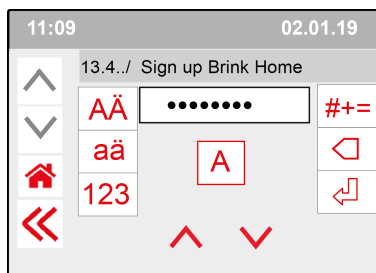 11:09 02.01.19
13.4../ Sign up Brink Home
AÄ ●●●●●●●● #+=
aä A
123